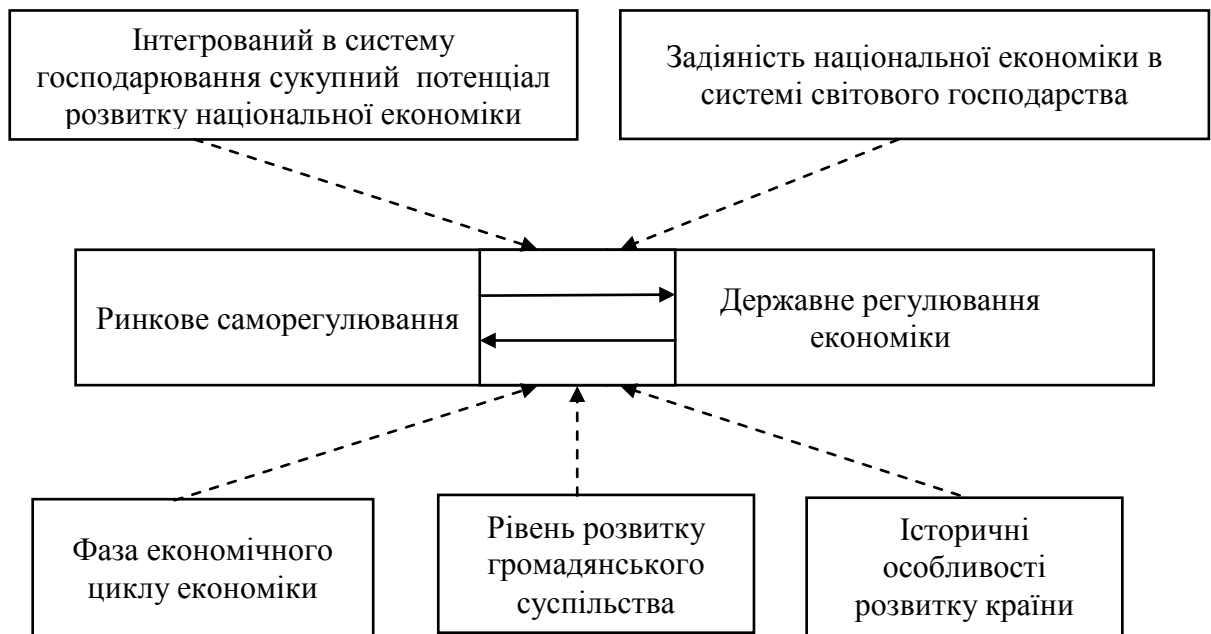 Інтегрований в систему
господарювання сукупний потенціал
розвитку національної економіки
Задіяність національної економіки в
системі світового господарства
Ринкове саморегулювання
Державне регулювання
економіки
Фаза економічного
циклу економіки
Рівень розвитку
громадянського
суспільства
Історичні
особливості
розвитку країни